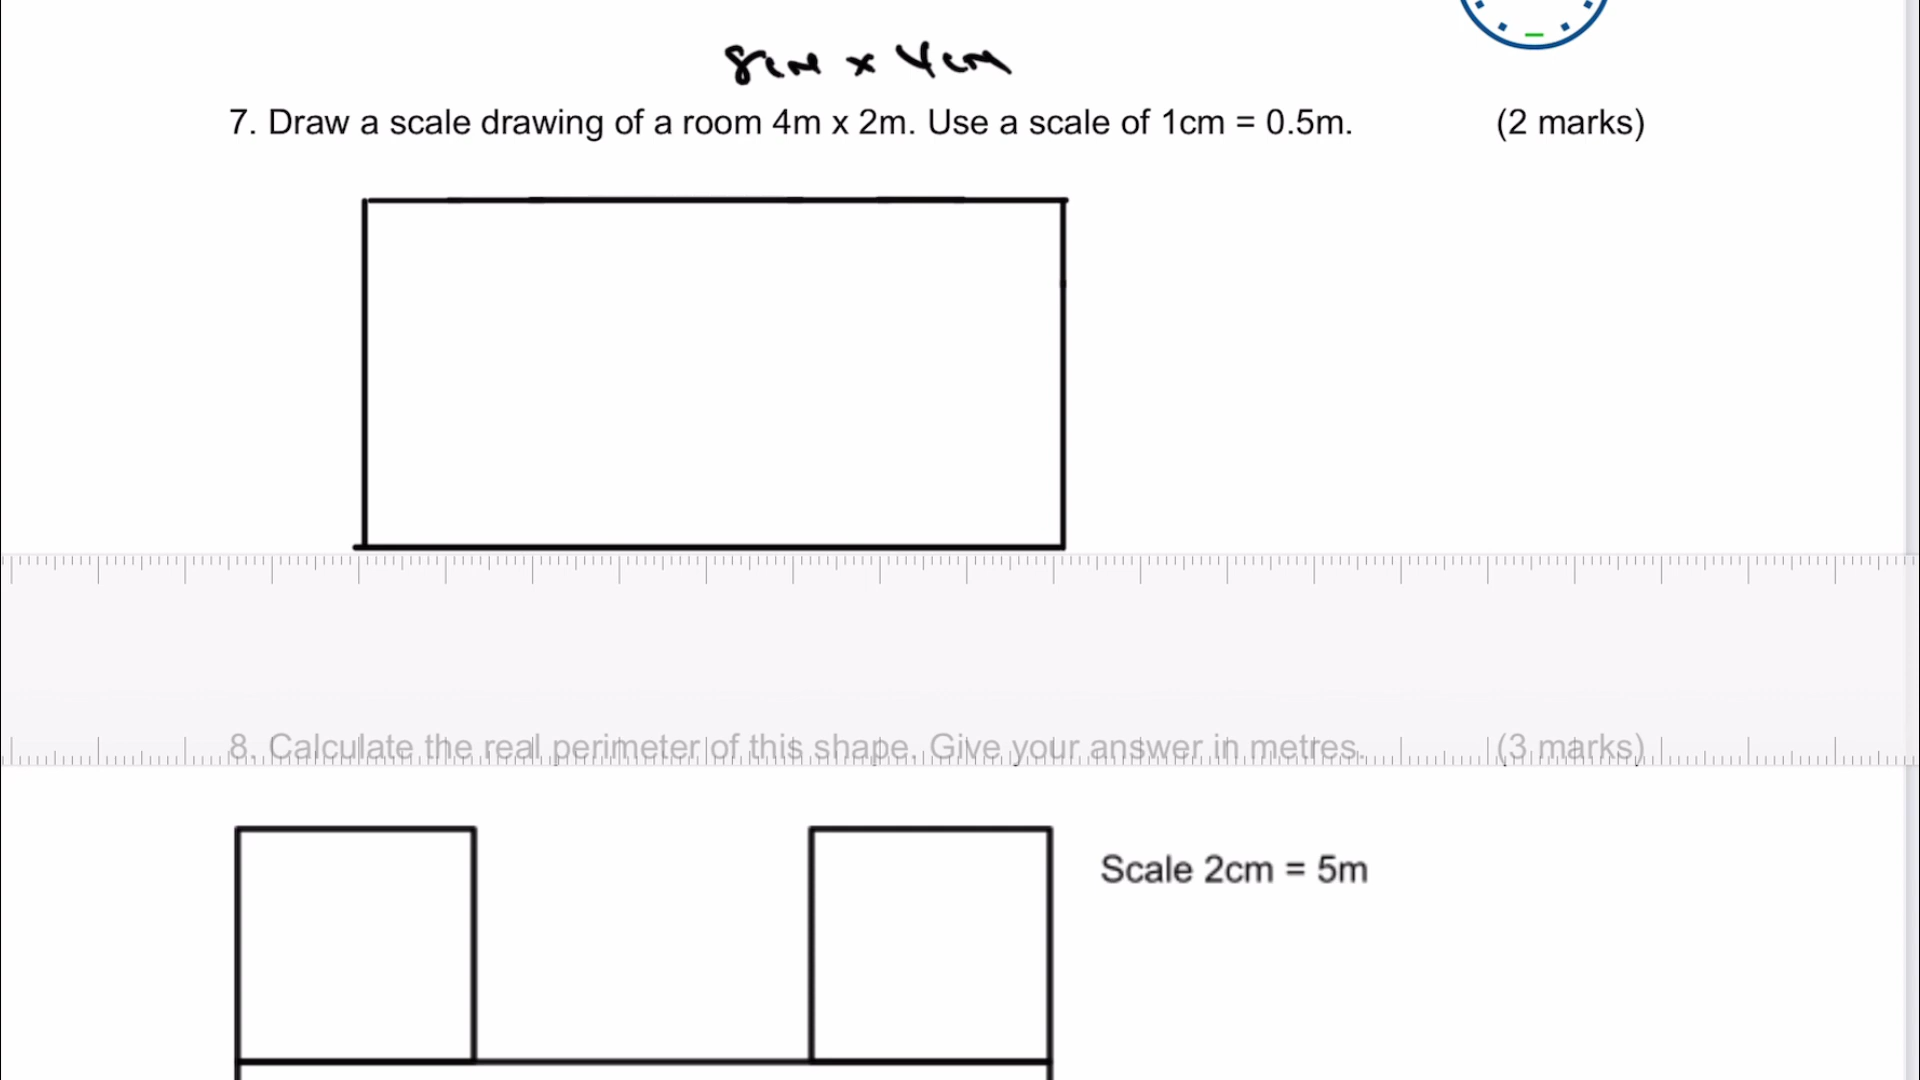 8cm x 4cm
7. Draw a scale drawing of a room 4m x 2m. Use a scale of 1cm = 0.5m. (2 marks)
8. Calculate the real perimeter of this shape. Give your answer in metres. (3 marks)
Scale 2cm = 5m